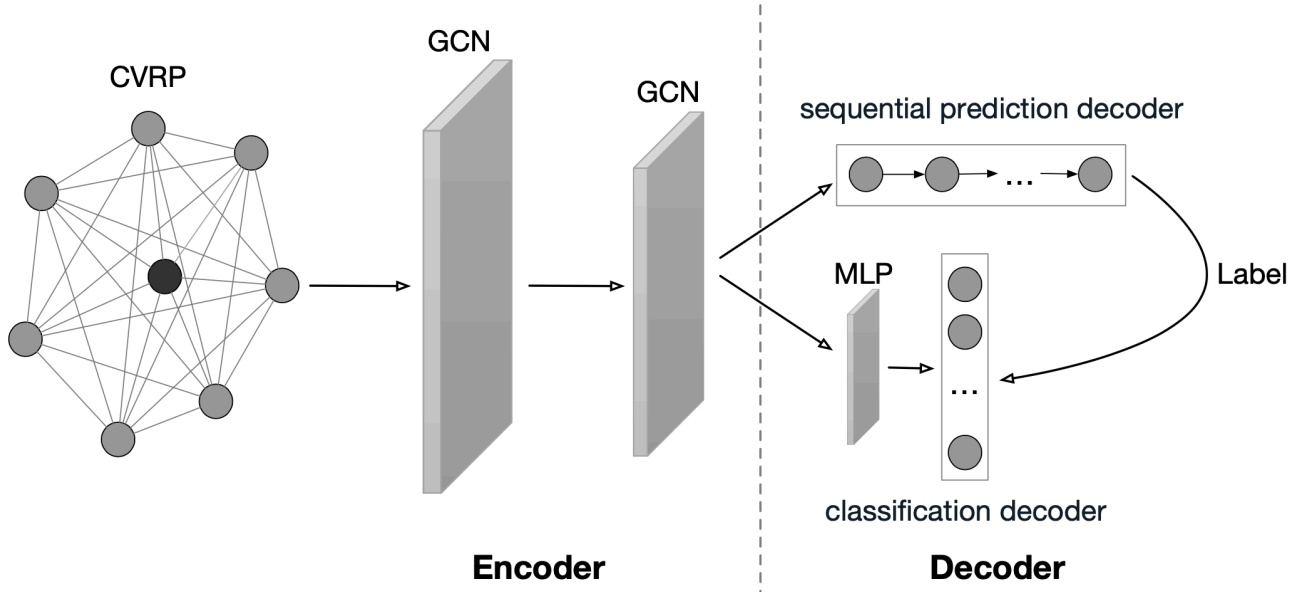 CVRP
GCN
GCN
sequential prediction decoder
...
MLP
Label
...
classification decoder
Encoder
Decoder